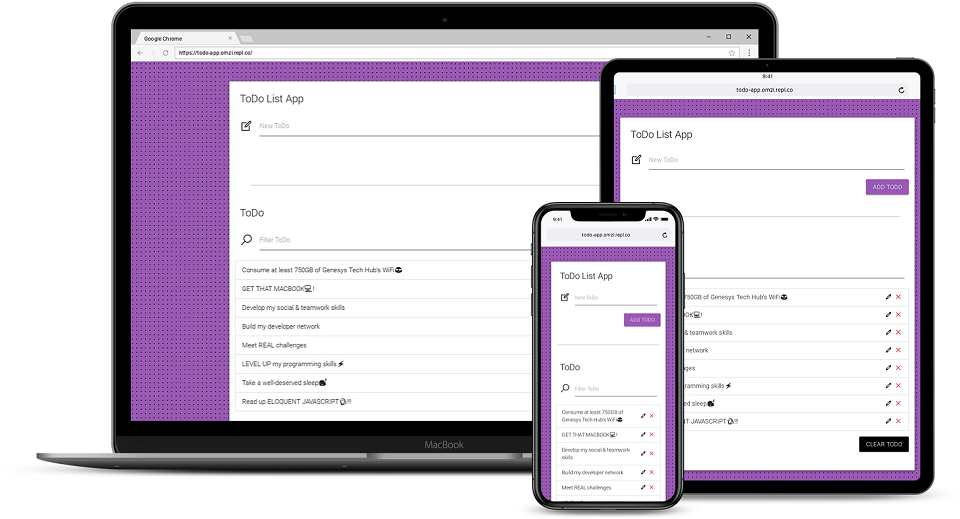 Google Chrome
https://todo-app.omzi.repl.co/
ToDo List App
New ToDo
ToDo
Filter ToDo
Consume at least 750GB of Genesys Tech Hub's WiFi😎
GET THAT MACBOOK💻!
Develop my social & teamwork skills
Build my developer network
Meet REAL challenges
LEVEL UP my programming skills⚡
Take a well-deserved sleep😴
Read up ELOQUENT JAVASCRIPT👌!!!
MacBook
9:41
todo-app.omzi.repl.co
ToDo List App
New ToDo
ADD TODO
750GB of Genesys Tech Hub's WiFi😎
OK💻!
& teamwork skills
network
ges
ramming skills⚡
ed sleep😴
T JAVASCRIPT👌!!!
CLEAR TODO
9:41
todo-app.omzi.repl.co
ToDo List App
New ToDo
ADD TODO
ToDo
Filter ToDo
Consume at least 750GB of
Genesys Tech Hub's WiFi😎
GET THAT MACBOOK💻!
Develop my social & teamwork
skills
Build my developer network
Meet REAL challenges